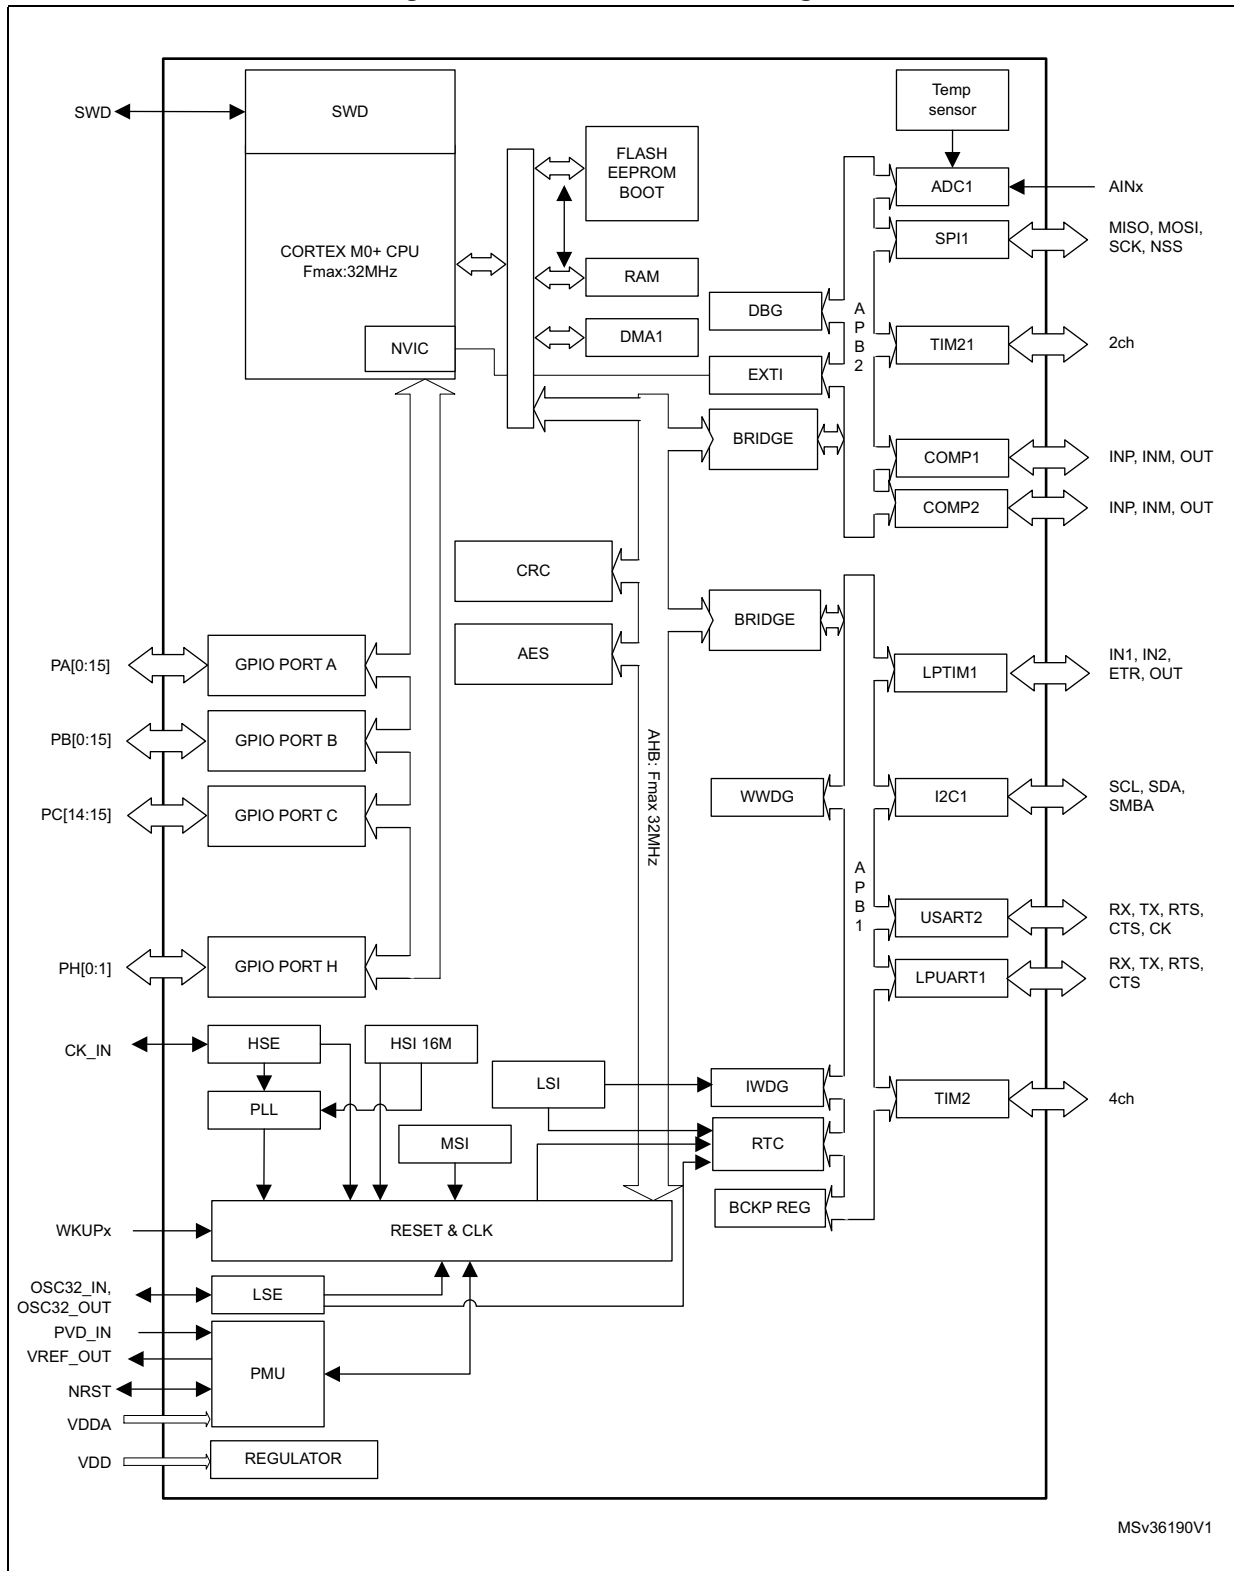 SWD
SWD
Temp
sensor
FLASH
EEPROM
BOOT
ADC1
AINx
SPI1
MISO, MOSI,
SCK, NSS
CORTEX M0+ CPU
Fmax:32MHz
RAM
DBG
A
P
B
2
NVIC
DMA1
TIM21
2ch
EXTI
BRIDGE
COMP1
INP, INM, OUT
COMP2
INP, INM, OUT
CRC
BRIDGE
AES
PA[0:15]
GPIO PORT A
LPTIM1
IN1, IN2,
ETR, OUT
PB[0:15]
GPIO PORT B
AHB: Fmax 32MHz
PC[14:15]
GPIO PORT C
WWDG
I2C1
SCL, SDA,
SMBA
A
P
B
1
USART2
RX, TX, RTS,
CTS, CK
PH[0:1]
GPIO PORT H
LPUART1
RX, TX, RTS,
CTS
CK_IN
HSE
HSI 16M
LSI
IWDG
TIM2
4ch
PLL
MSI
RTC
BCKP REG
WKUPx
RESET & CLK
OSC32_IN,
OSC32_OUT
LSE
PVD_IN
VREF_OUT
PMU
NRST
VDDA
VDD
REGULATOR
MSv36190V1